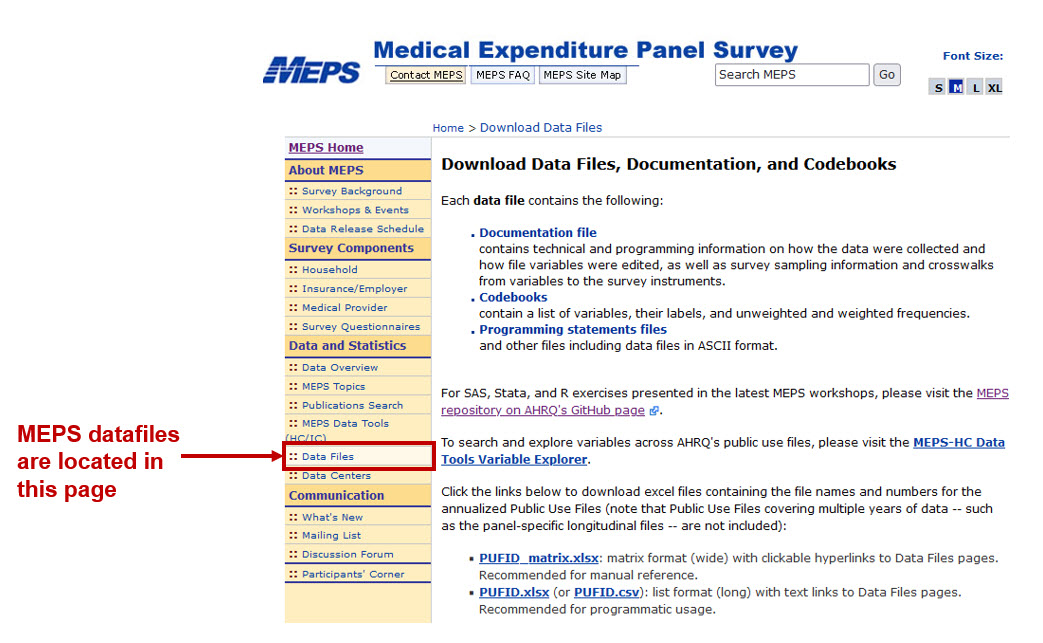 MEPS
Medical Expenditure Panel Survey
Contact MEPS
MEPS FAQ
MEPS Site Map
Search MEPS
Go
Font Size:
S M L XL
Home > Download Data Files
MEPS Home
About MEPS
:: Survey Background
:: Workshops & Events
:: Data Release Schedule
Survey Components
:: Household
:: Insurance/Employer
:: Medical Provider
:: Survey Questionnaires
Data and Statistics
:: Data Overview
:: MEPS Topics
:: Publications Search
:: MEPS Data Tools
(HC/IC)
:: Data Files
:: Data Centers
Communication
:: What's New
:: Mailing List
:: Discussion Forum
:: Participants' Corner
MEPS datafiles
are located in
this page
Download Data Files, Documentation, and Codebooks
Each data file contains the following:
• Documentation file
contains technical and programming information on how the data were collected and
how file variables were edited, as well as survey sampling information and crosswalks
from variables to the survey instruments.
• Codebooks
contain a list of variables, their labels, and unweighted and weighted frequencies.
• Programming statements files
and other files including data files in ASCII format.
For SAS, Stata, and R exercises presented in the latest MEPS workshops, please visit the MEPS
repository on AHRQ's GitHub page.
To search and explore variables across AHRQ's public use files, please visit the MEPS-HC Data
Tools Variable Explorer.
Click the links below to download excel files containing the file names and numbers for the
annualized Public Use Files (note that Public Use Files covering multiple years of data -- such
as the panel-specific longitudinal files -- are not included):
▪ PUFID_matrix.xlsx: matrix format (wide) with clickable hyperlinks to Data Files pages.
Recommended for manual reference.
▪ PUFID.xlsx (or PUFID.csv): list format (long) with text links to Data Files pages.
Recommended for programmatic usage.